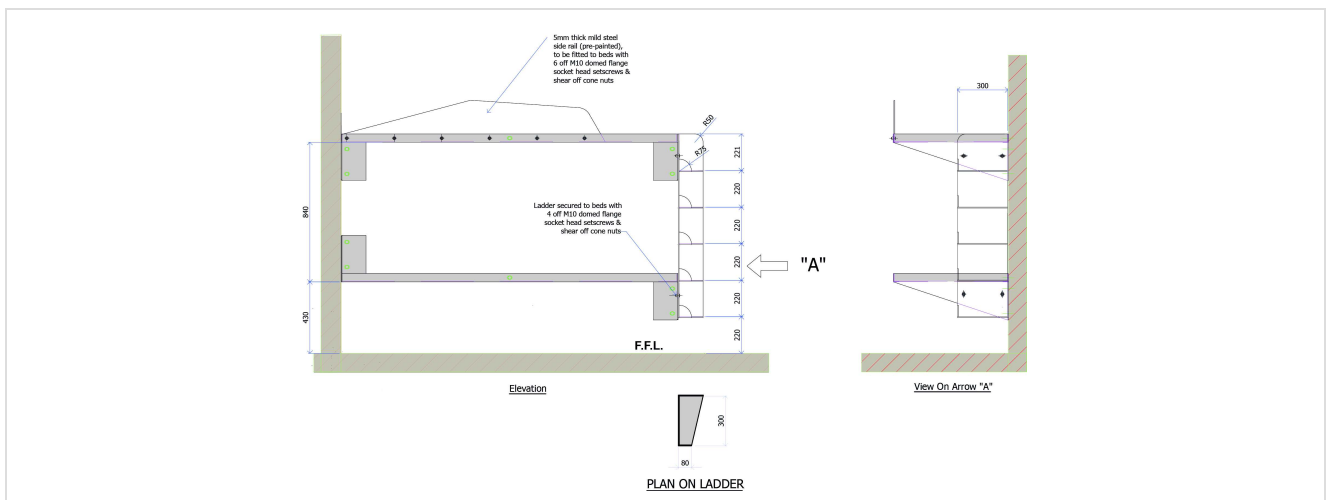 5mm thick mild steel
side rail (pre-painted),
to be fitted to beds with
6 off M10 domed flange
socket head setscrews &
shear off cone nuts
R50
R75
221
220
220
220
220
220
840
430
Ladder secured to beds with
4 off M10 domed flange
socket head setscrews &
shear off cone nuts
"A"
F.F.L.
Elevation
300
View On Arrow "A"
300
80
PLAN ON LADDER